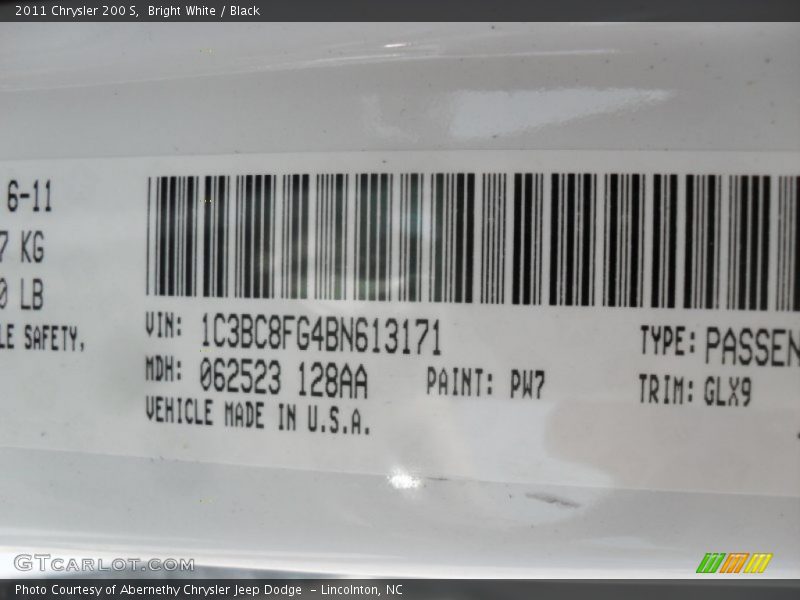 2011 Chrysler 200 S,  Bright White / Black
6-11
7 KG
0 LB
LE SAFETY,
VIN: 1C3BC8FG4BN613171
TYPE: PASSEN
MDH: 062523 128AA
PAINT: PW7
TRIM: GLX9
VEHICLE MADE IN U.S.A.
GTCARLOT.COM
Photo Courtesy of Abernethy Chrysler Jeep Dodge  - Lincolnton, NC